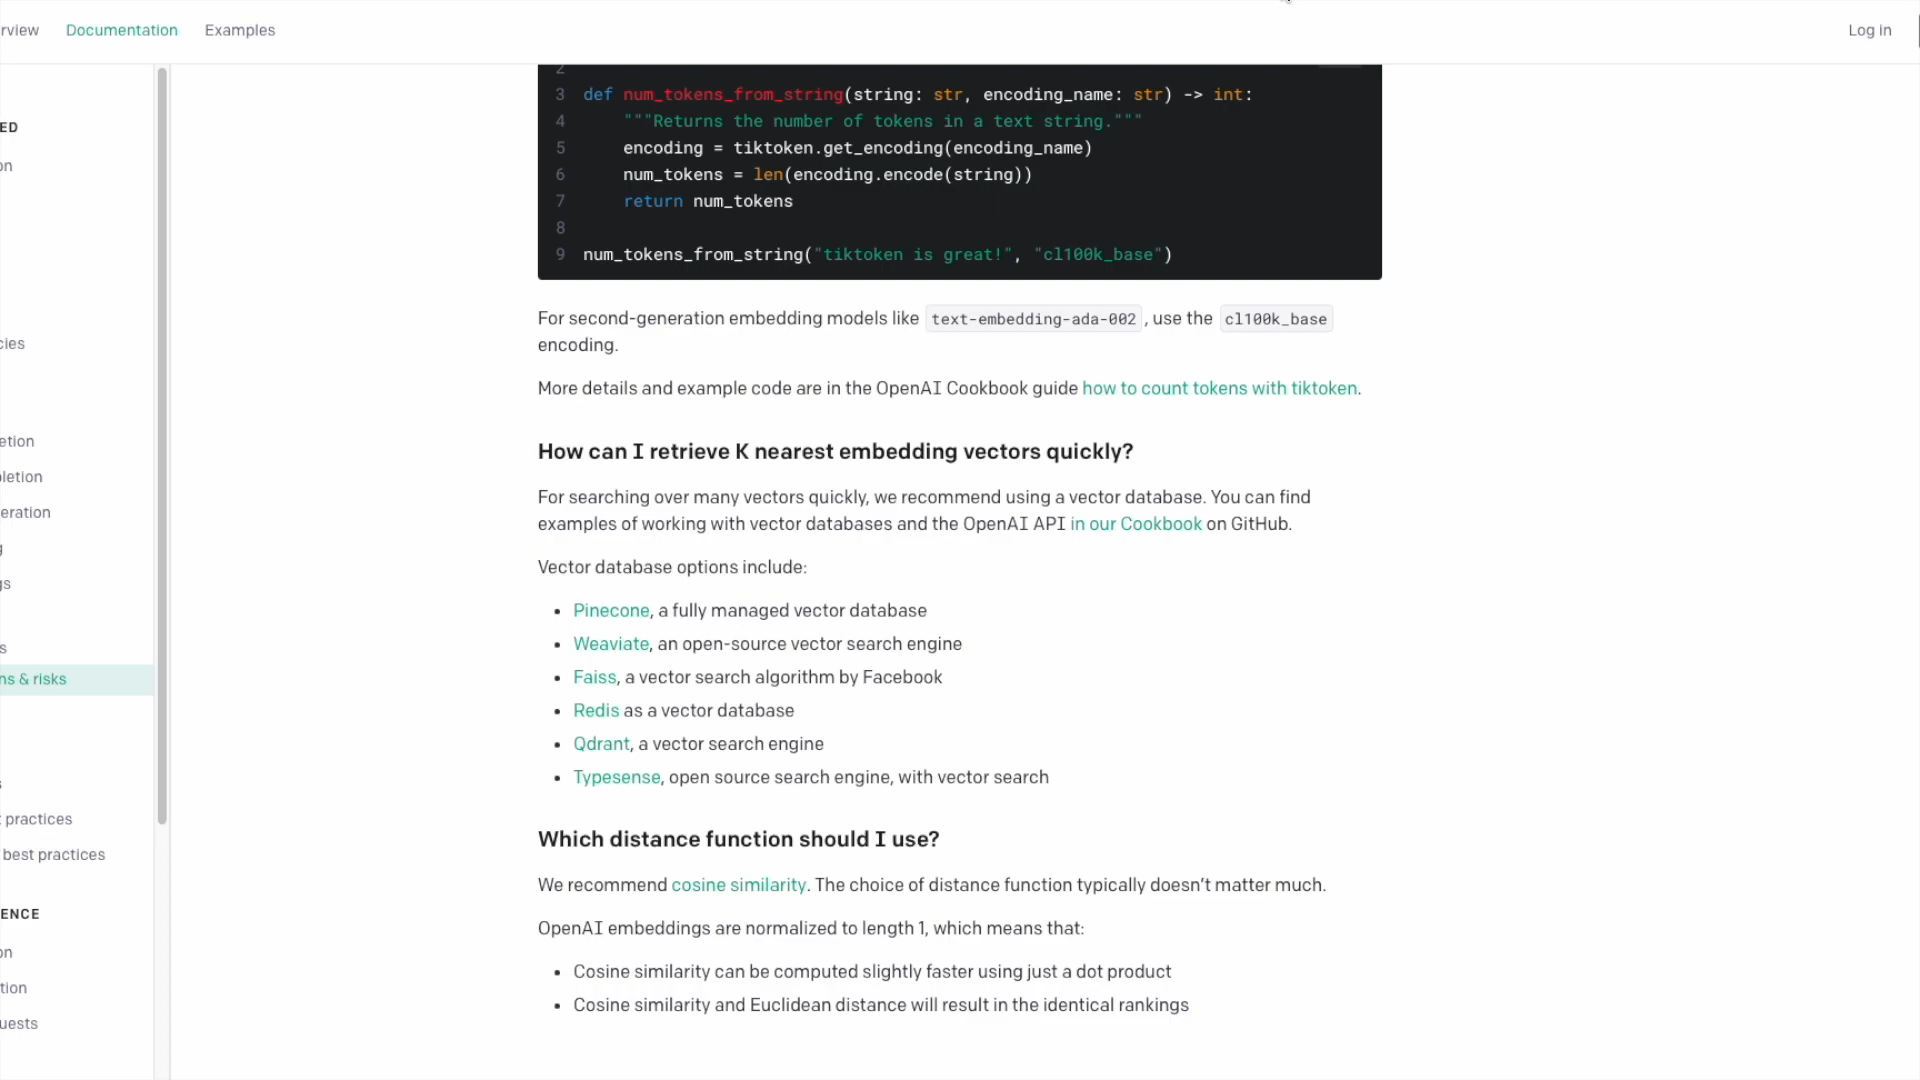 rview Documentation Examples Log in
ED
on
cies
etion
letion
eration
g
gs
s
ns & risks
s
t practices
best practices
ENCE
on
tion
uests
2
3 def num_tokens_from_string(string: str, encoding_name: str) -> int:
4 """Returns the number of tokens in a text string."""
5 encoding = tiktoken.get_encoding(encoding_name)
6 num_tokens = len(encoding.encode(string))
7 return num_tokens
8
9 num_tokens_from_string("tiktoken is great!", "cl100k_base")
For second-generation embedding models like text-embedding-ada-002, use the cl100k_base
encoding.
More details and example code are in the OpenAI Cookbook guide how to count tokens with tiktoken.
How can I retrieve K nearest embedding vectors quickly?
For searching over many vectors quickly, we recommend using a vector database. You can find
examples of working with vector databases and the OpenAI API in our Cookbook on GitHub.
Vector database options include:
• Pinecone, a fully managed vector database
• Weaviate, an open-source vector search engine
• Faiss, a vector search algorithm by Facebook
• Redis as a vector database
• Qdrant, a vector search engine
• Typesense, open source search engine, with vector search
Which distance function should I use?
We recommend cosine similarity. The choice of distance function typically doesn't matter much.
OpenAI embeddings are normalized to length 1, which means that:
• Cosine similarity can be computed slightly faster using just a dot product
• Cosine similarity and Euclidean distance will result in the identical rankings